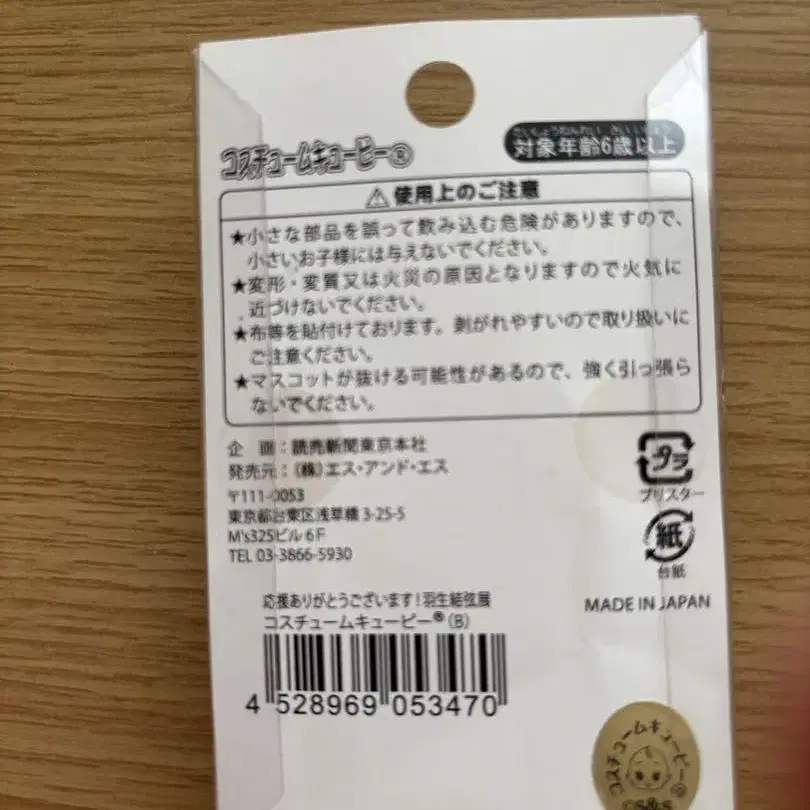 コスチュームキューピー®
たいしょうねんれい さいいじょう
対象年齢6歳以上
⚠使用上のご注意
★小さな部品を誤って飲み込む危険がありますので、
小さいお子様には与えないでください。
★変形・変質又は火災の原因となりますので火気に
近づけないでください。
★布等を貼付けております。剥がれやすいので取り扱いに
ご注意ください。
★マスコットが抜ける可能性があるので、強く引っ張ら
ないでください。
企 画：読売新聞東京本社
発売元：(株)エス・アンド・エス
〒111-0053
東京都台東区浅草橋3-25-5
M's325ビル6F
TEL 03-3866-5930
プラ
ブリスター
紙
台紙
応援ありがとうございます！羽生結弦展
コスチュームキューピー®(B)
MADE IN JAPAN
4 528969 053470
コスチュームキューピー®
©S&S